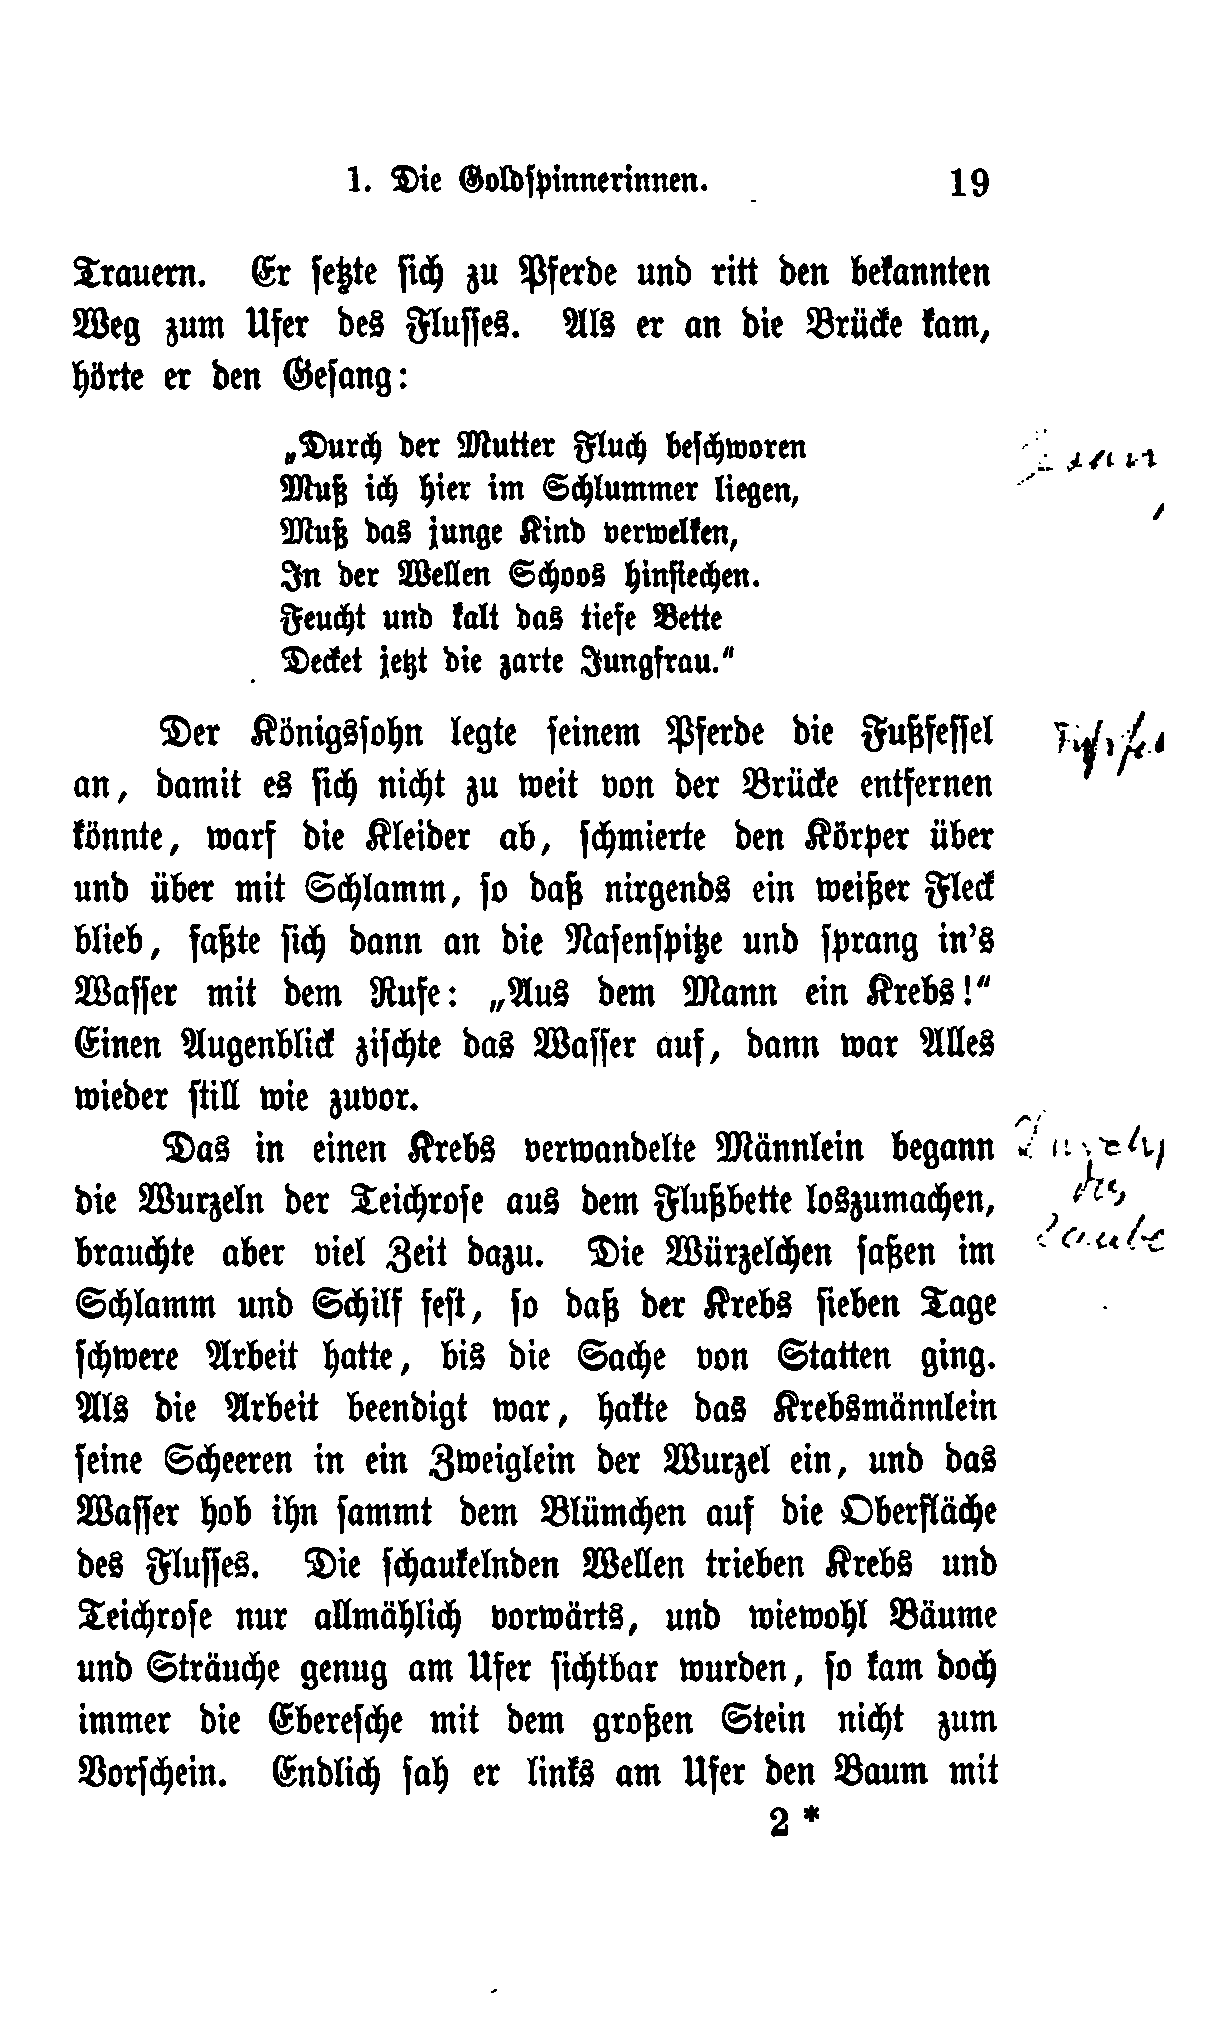 1. Die Goldspinnerinnen. 19
Trauern. Er setzte sich zu Pferde und ritt den bekannten
Weg zum Ufer des Flusses. Als er an die Brücke kam,
hörte er den Gesang:
„Durch der Mutter Fluch beschworen
Muß ich hier im Schlummer liegen,
Muß das junge Kind verwelken,
In der Wellen Schoos hinsiechen.
Feucht und kalt das tiefe Bette
Decket jetzt die zarte Jungfrau.“
Der Königssohn legte seinem Pferde die Fußfessel
an, damit es sich nicht zu weit von der Brücke entfernen
könnte, warf die Kleider ab, schmierte den Körper über
und über mit Schlamm, so daß nirgends ein weißer Fleck
blieb, faßte sich dann an die Nasenspitze und sprang in's
Wasser mit dem Rufe: „Aus dem Mann ein Krebs!“
Einen Augenblick zischte das Wasser auf, dann war Alles
wieder still wie zuvor.
Das in einen Krebs verwandelte Männlein begann
die Wurzeln der Teichrose aus dem Flußbette loszumachen,
brauchte aber viel Zeit dazu. Die Würzelchen saßen im
Schlamm und Schilf fest, so daß der Krebs sieben Tage
schwere Arbeit hatte, bis die Sache von Statten ging.
Als die Arbeit beendigt war, hakte das Krebsmännlein
seine Scheeren in ein Zweiglein der Wurzel ein, und das
Wasser hob ihn sammt dem Blümchen auf die Oberfläche
des Flusses. Die schaukelnden Wellen trieben Krebs und
Teichrose nur allmählich vorwärts, und wiewohl Bäume
und Sträuche genug am Ufer sichtbar wurden, so kam doch
immer die Eberesche mit dem großen Stein nicht zum
Vorschein. Endlich sah er links am Ufer den Baum mit
2 *